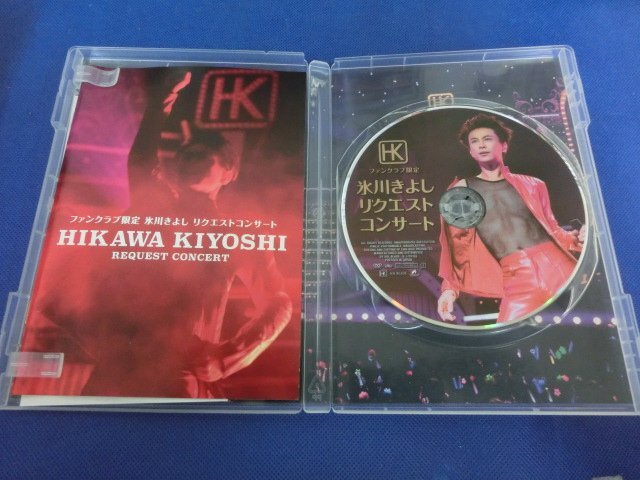 HK
ファンクラブ限定 氷川きよし リクエストコンサート
HIKAWA KIYOSHI
REQUEST CONCERT
HK
HK
ファンクラブ限定
氷川きよし
リクエスト
コンサート